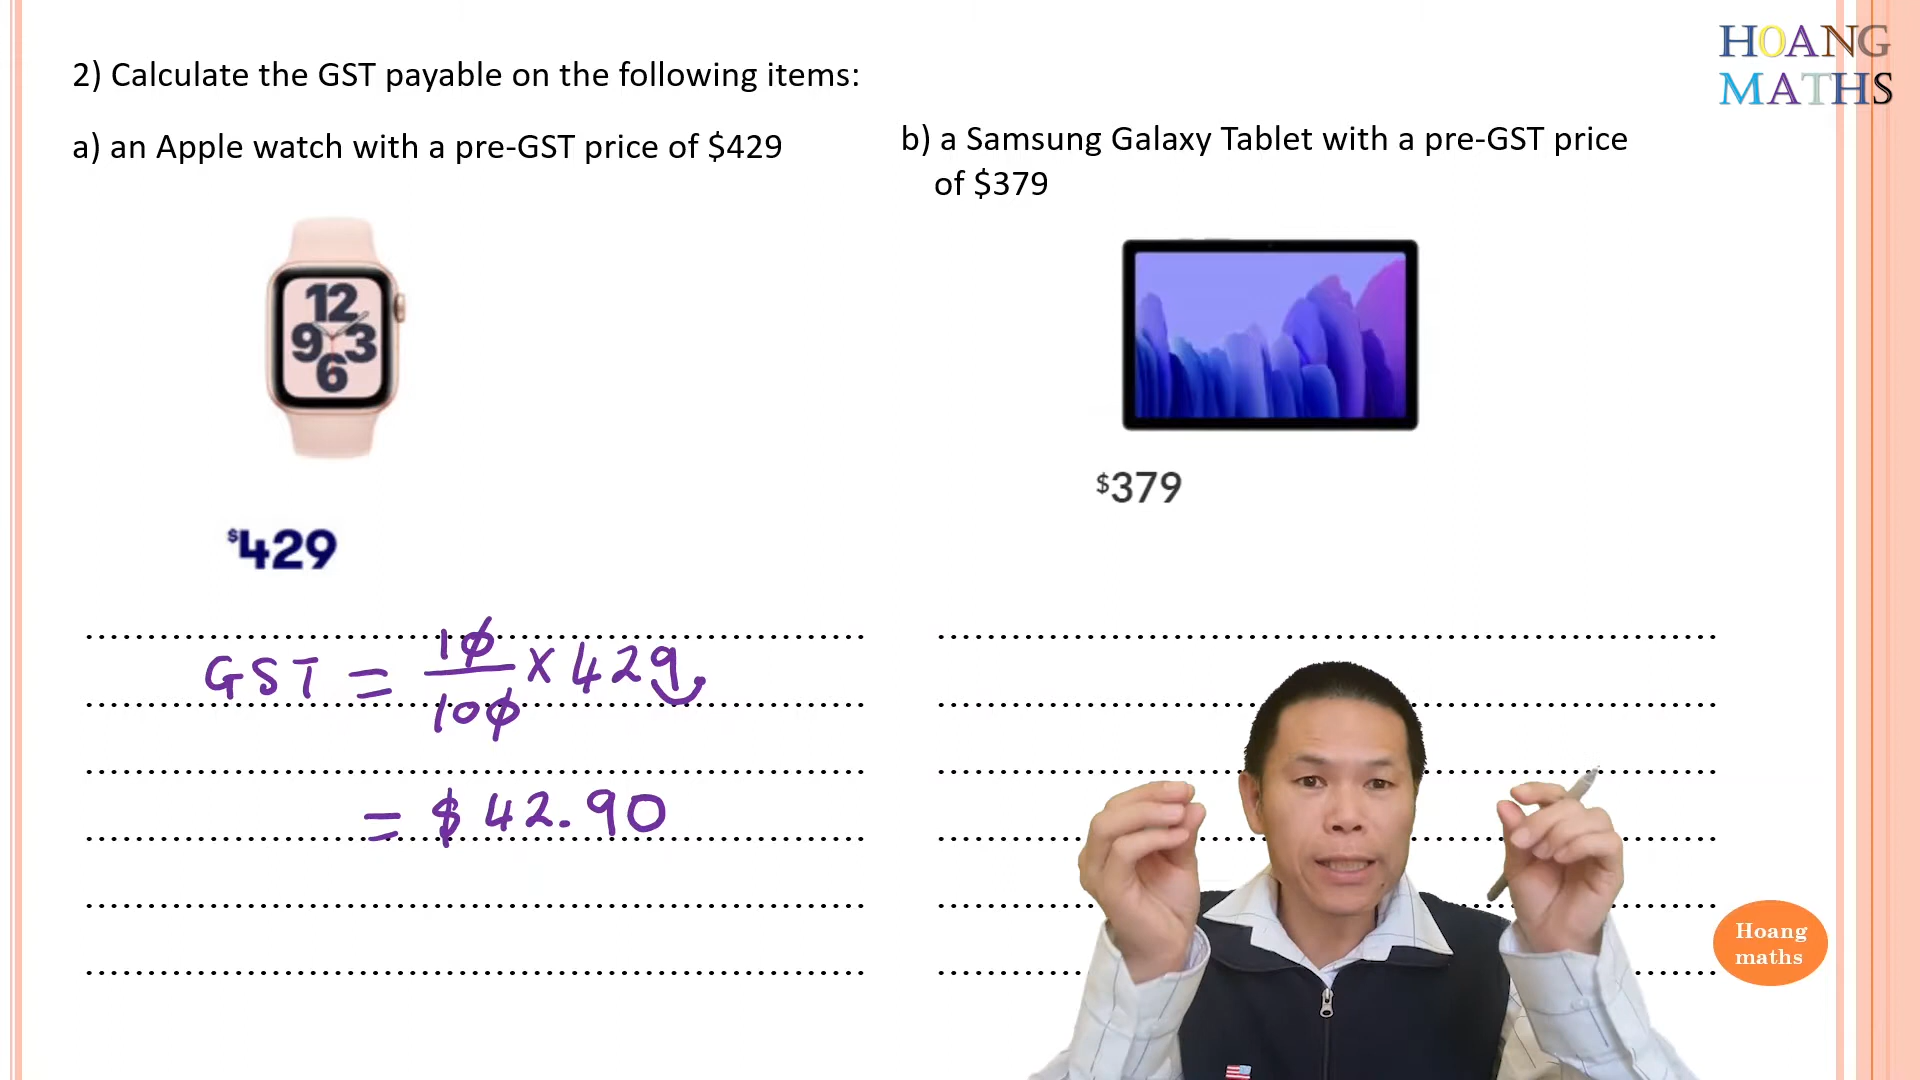 HOANG
MATHS
2) Calculate the GST payable on the following items:
a) an Apple watch with a pre-GST price of $429
b) a Samsung Galaxy Tablet with a pre-GST price
of $379
12
9 3
6
$429
$379
GST = 10/100 × 429
= $42.90
Hoang
maths